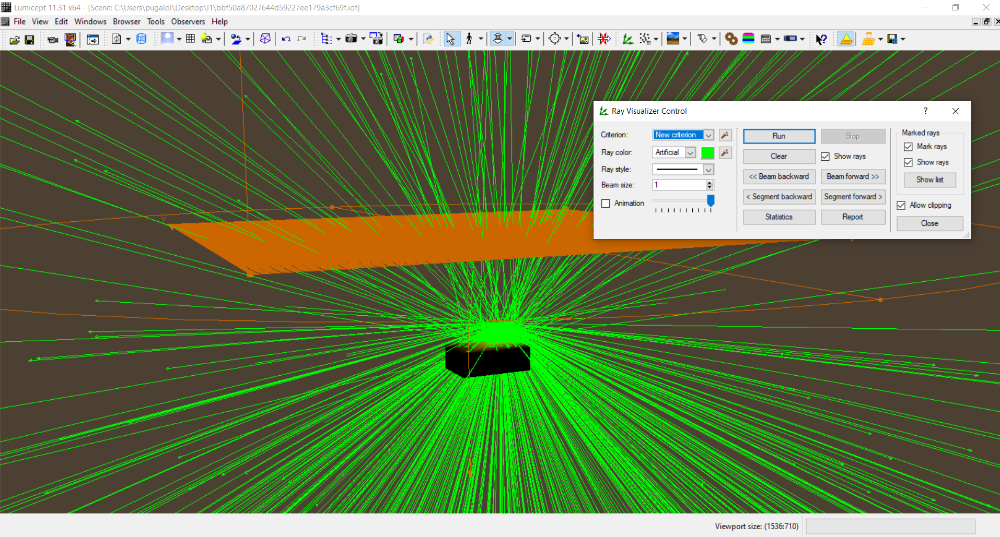 Lumicept 11.31 x64 - [Scene: C:\Users\pugalol\Desktop\l1\bbf50a87027644d59227ee179a3cf69f.iof]
File View Edit Windows Browser Tools Observers Help
Ray Visualizer Control ?
Criterion: New criterion
Ray color: Artificial
Ray style:
Beam size: 1
Animation
Run Stop
Clear Show rays
<< Beam backward Beam forward >>
< Segment backward Segment forward >
Statistics Report
Marked rays
Mark rays
Show rays
Show list
Allow clipping
Close
Y
Viewport size: (1536:710)